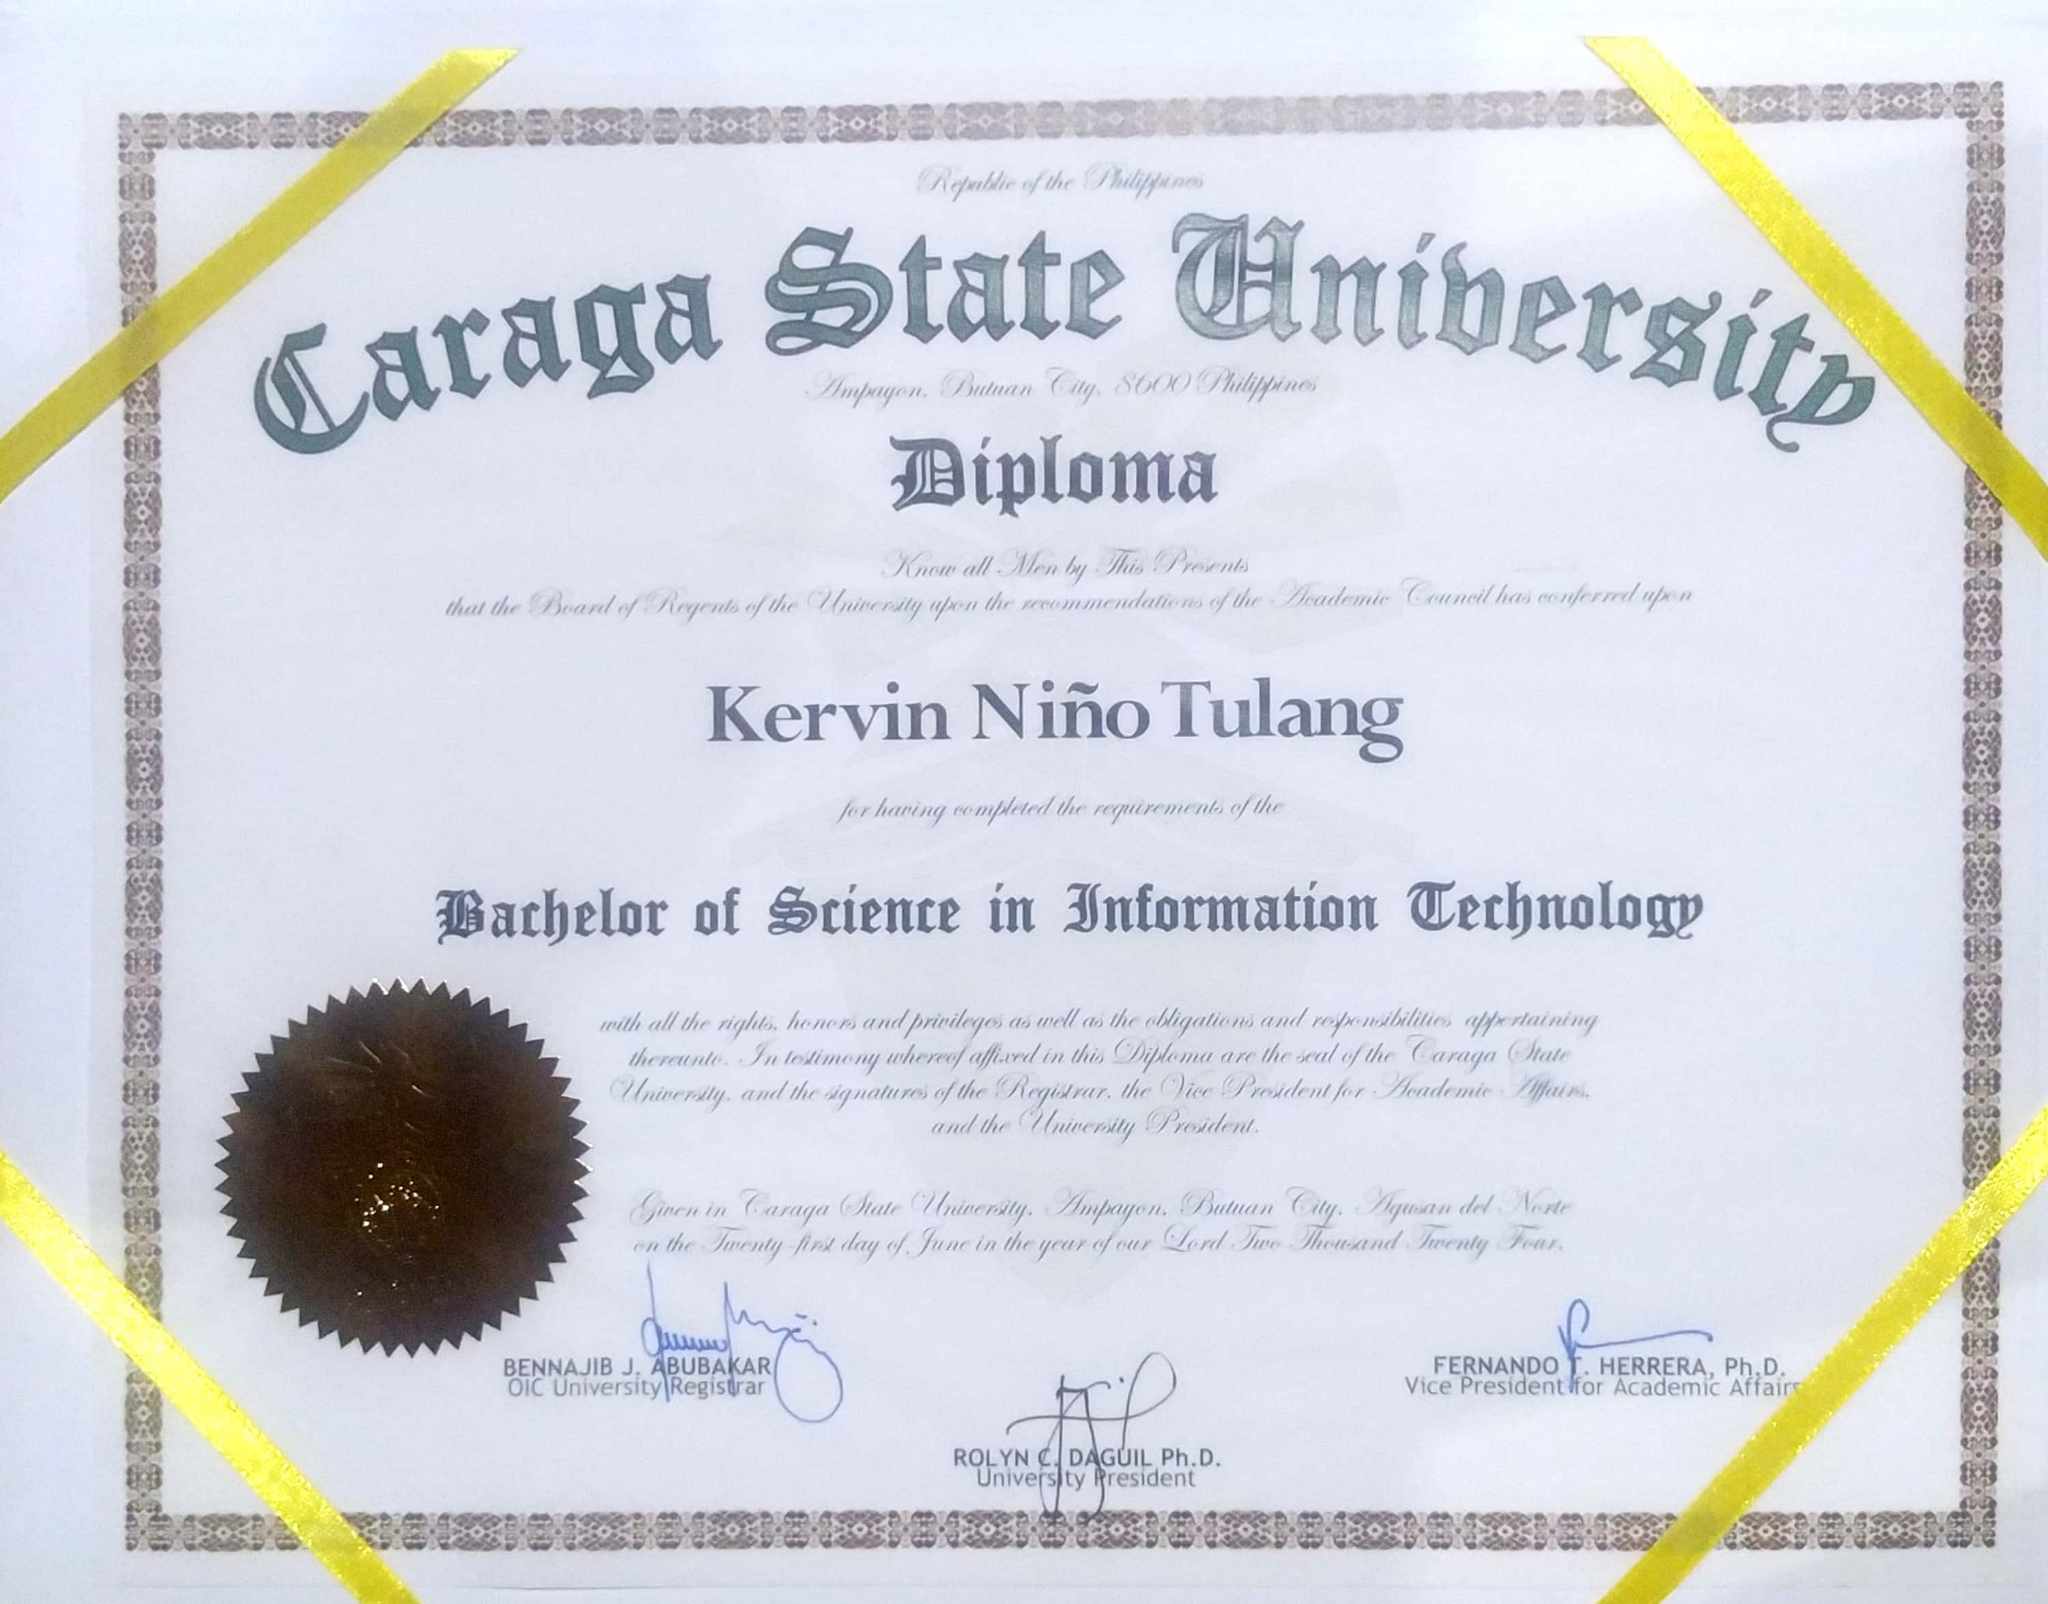 Republic of the Philippines
Caraga State University
Ampayon, Butuan City, 8600 Philippines
Diploma
Know all Men by This Presents
that the Board of Regents of the University upon the recommendations of the Academic Council has conferred upon
Kervin Niño Tulang
for having completed the requirements of the
Bachelor of Science in Information Technology
with all the rights, honors and privileges as well as the obligations and responsibilities appertaining
thereunto. In testimony whereof affixed in this Diploma are the seal of the Caraga State
University, and the signatures of the Registrar, the Vice President for Academic Affairs,
and the University President.
Given in Caraga State University, Ampayon, Butuan City, Agusan del Norte
on the Twenty-first day of June in the year of our Lord Two Thousand Twenty Four.
BENNAJIB J. ABUBAKAR
OIC University Registrar
FERNANDO T. HERRERA, Ph.D.
Vice President for Academic Affairs
ROLYN C. DAGUIL Ph.D.
University President